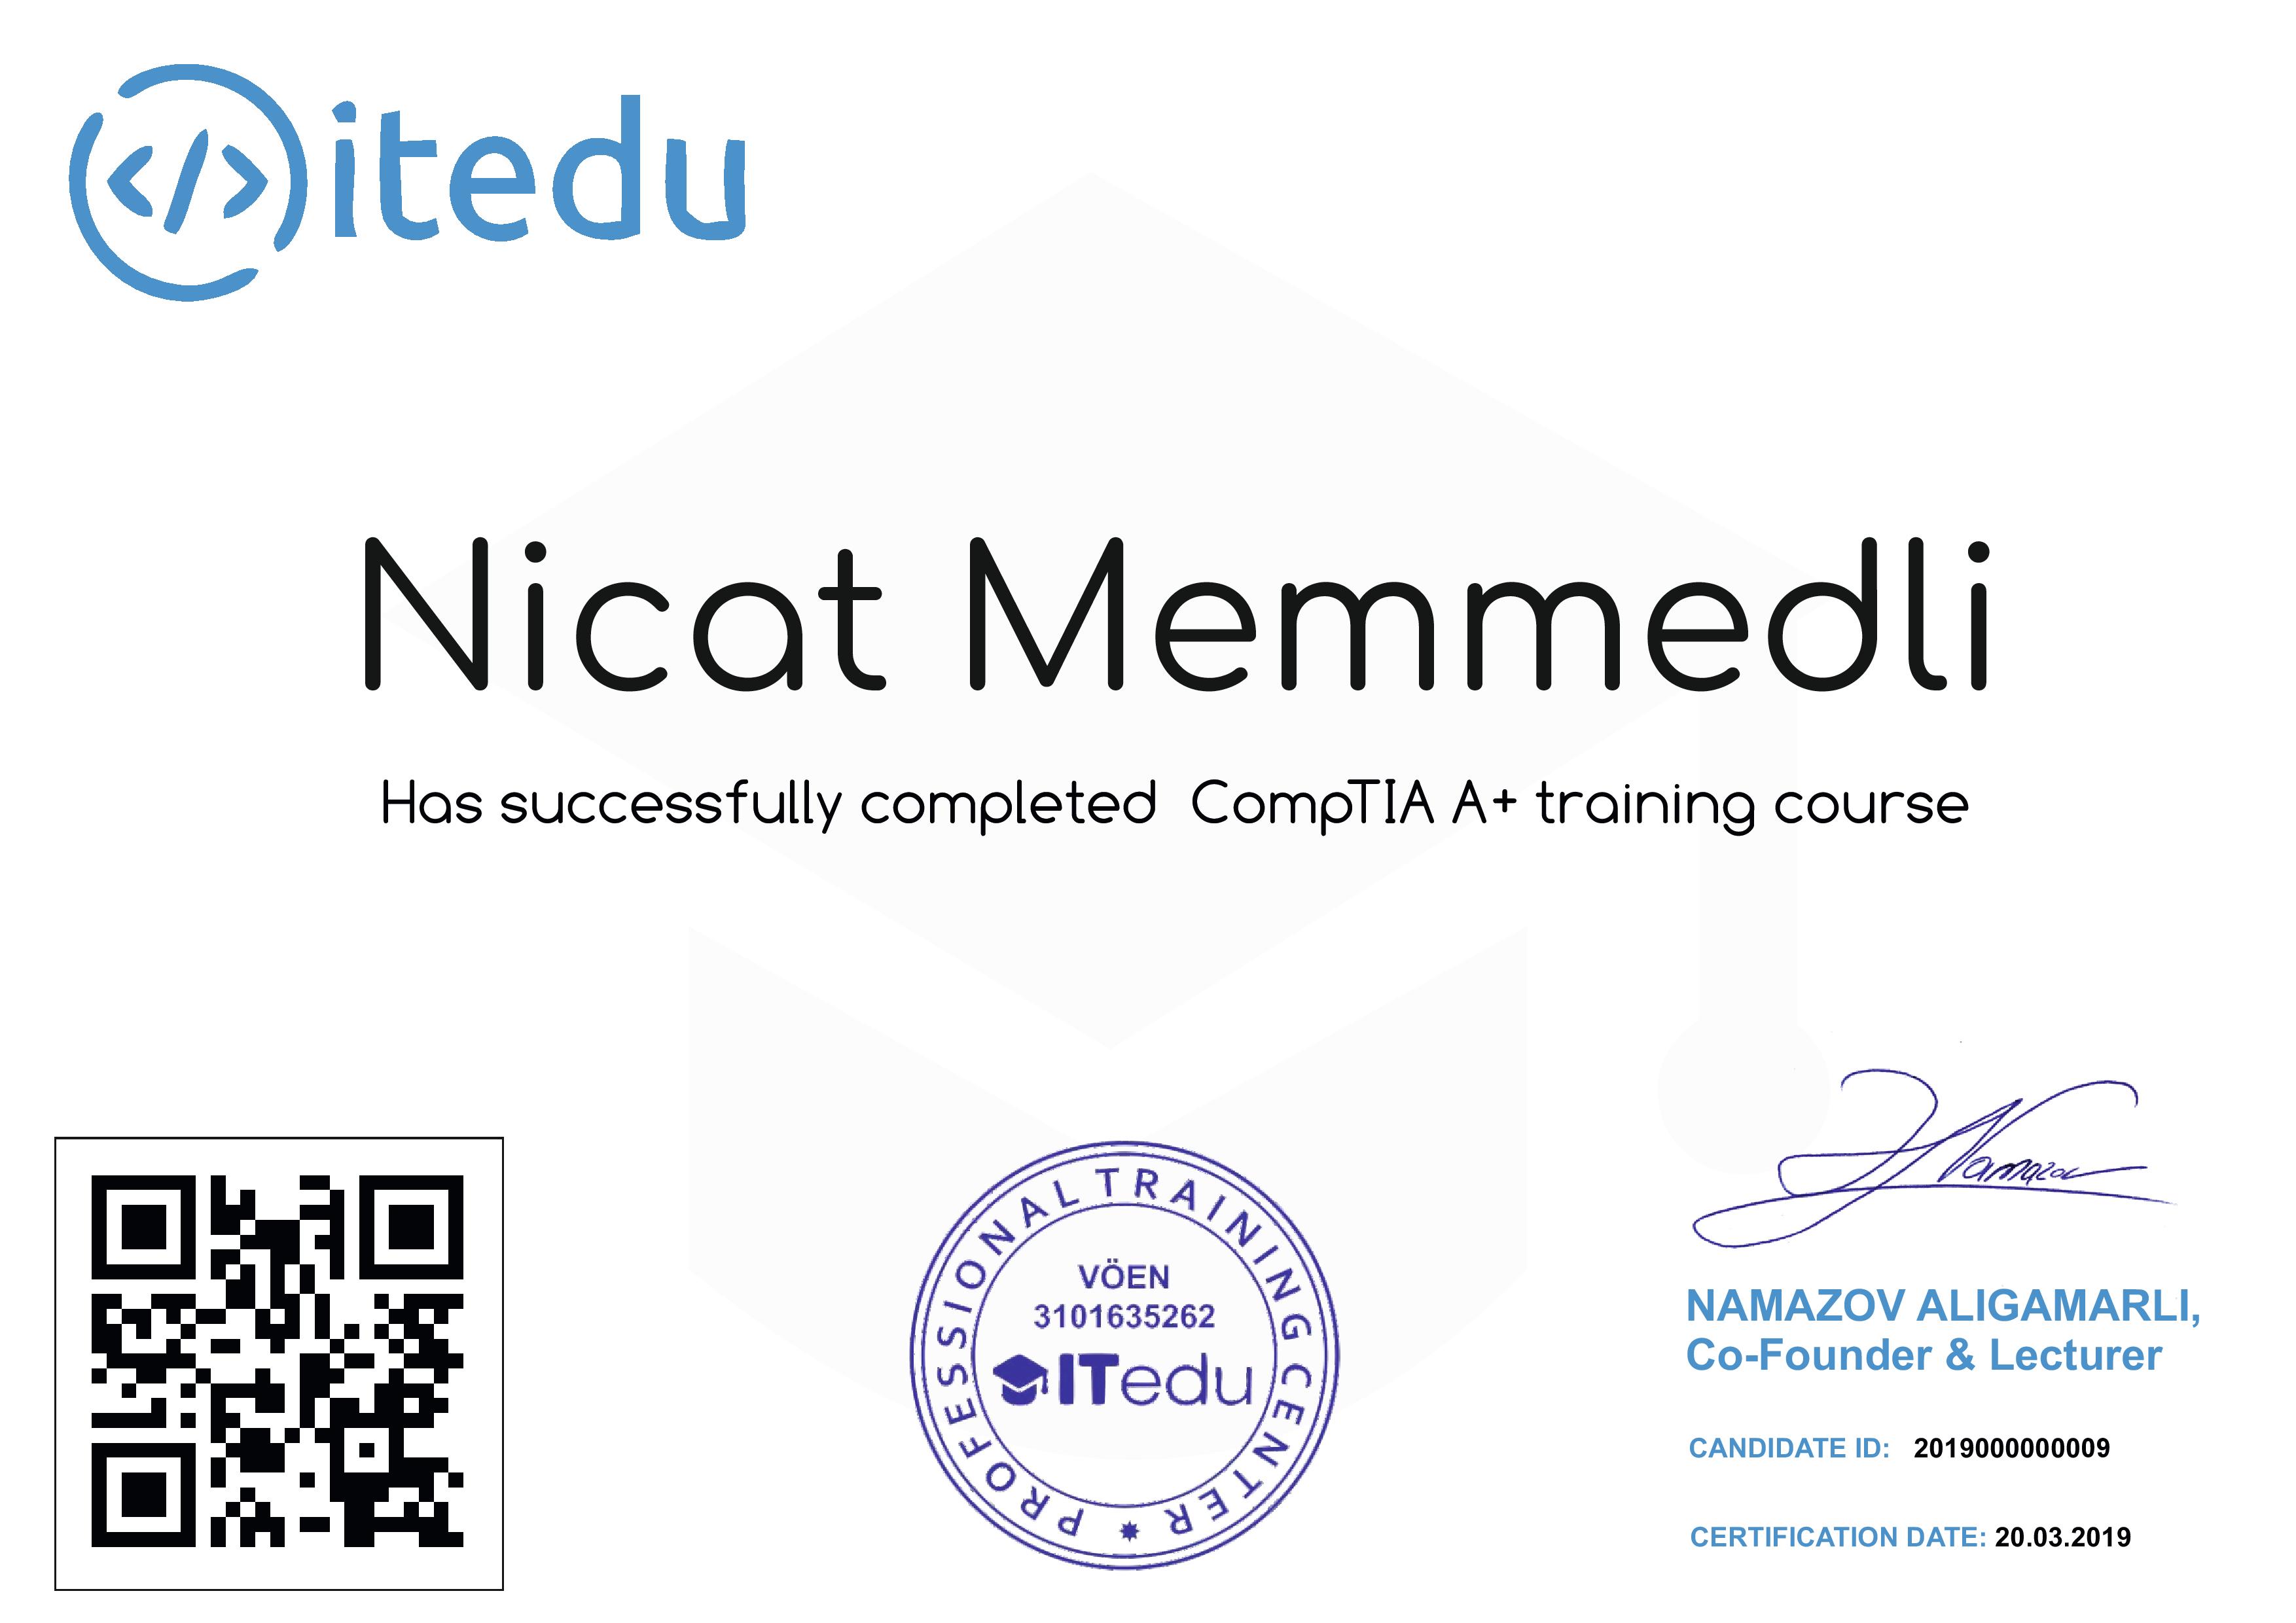 </> itedu
Nicat Memmedli
Has successfully completed CompTIA A+ training course
PROFESSIONAL TRAINING CENTER
VÖEN
3101635262
ITedu
Namazov
NAMAZOV ALIGAMARLI,
Co-Founder & Lecturer
CANDIDATE ID: 2019000000009
CERTIFICATION DATE: 20.03.2019